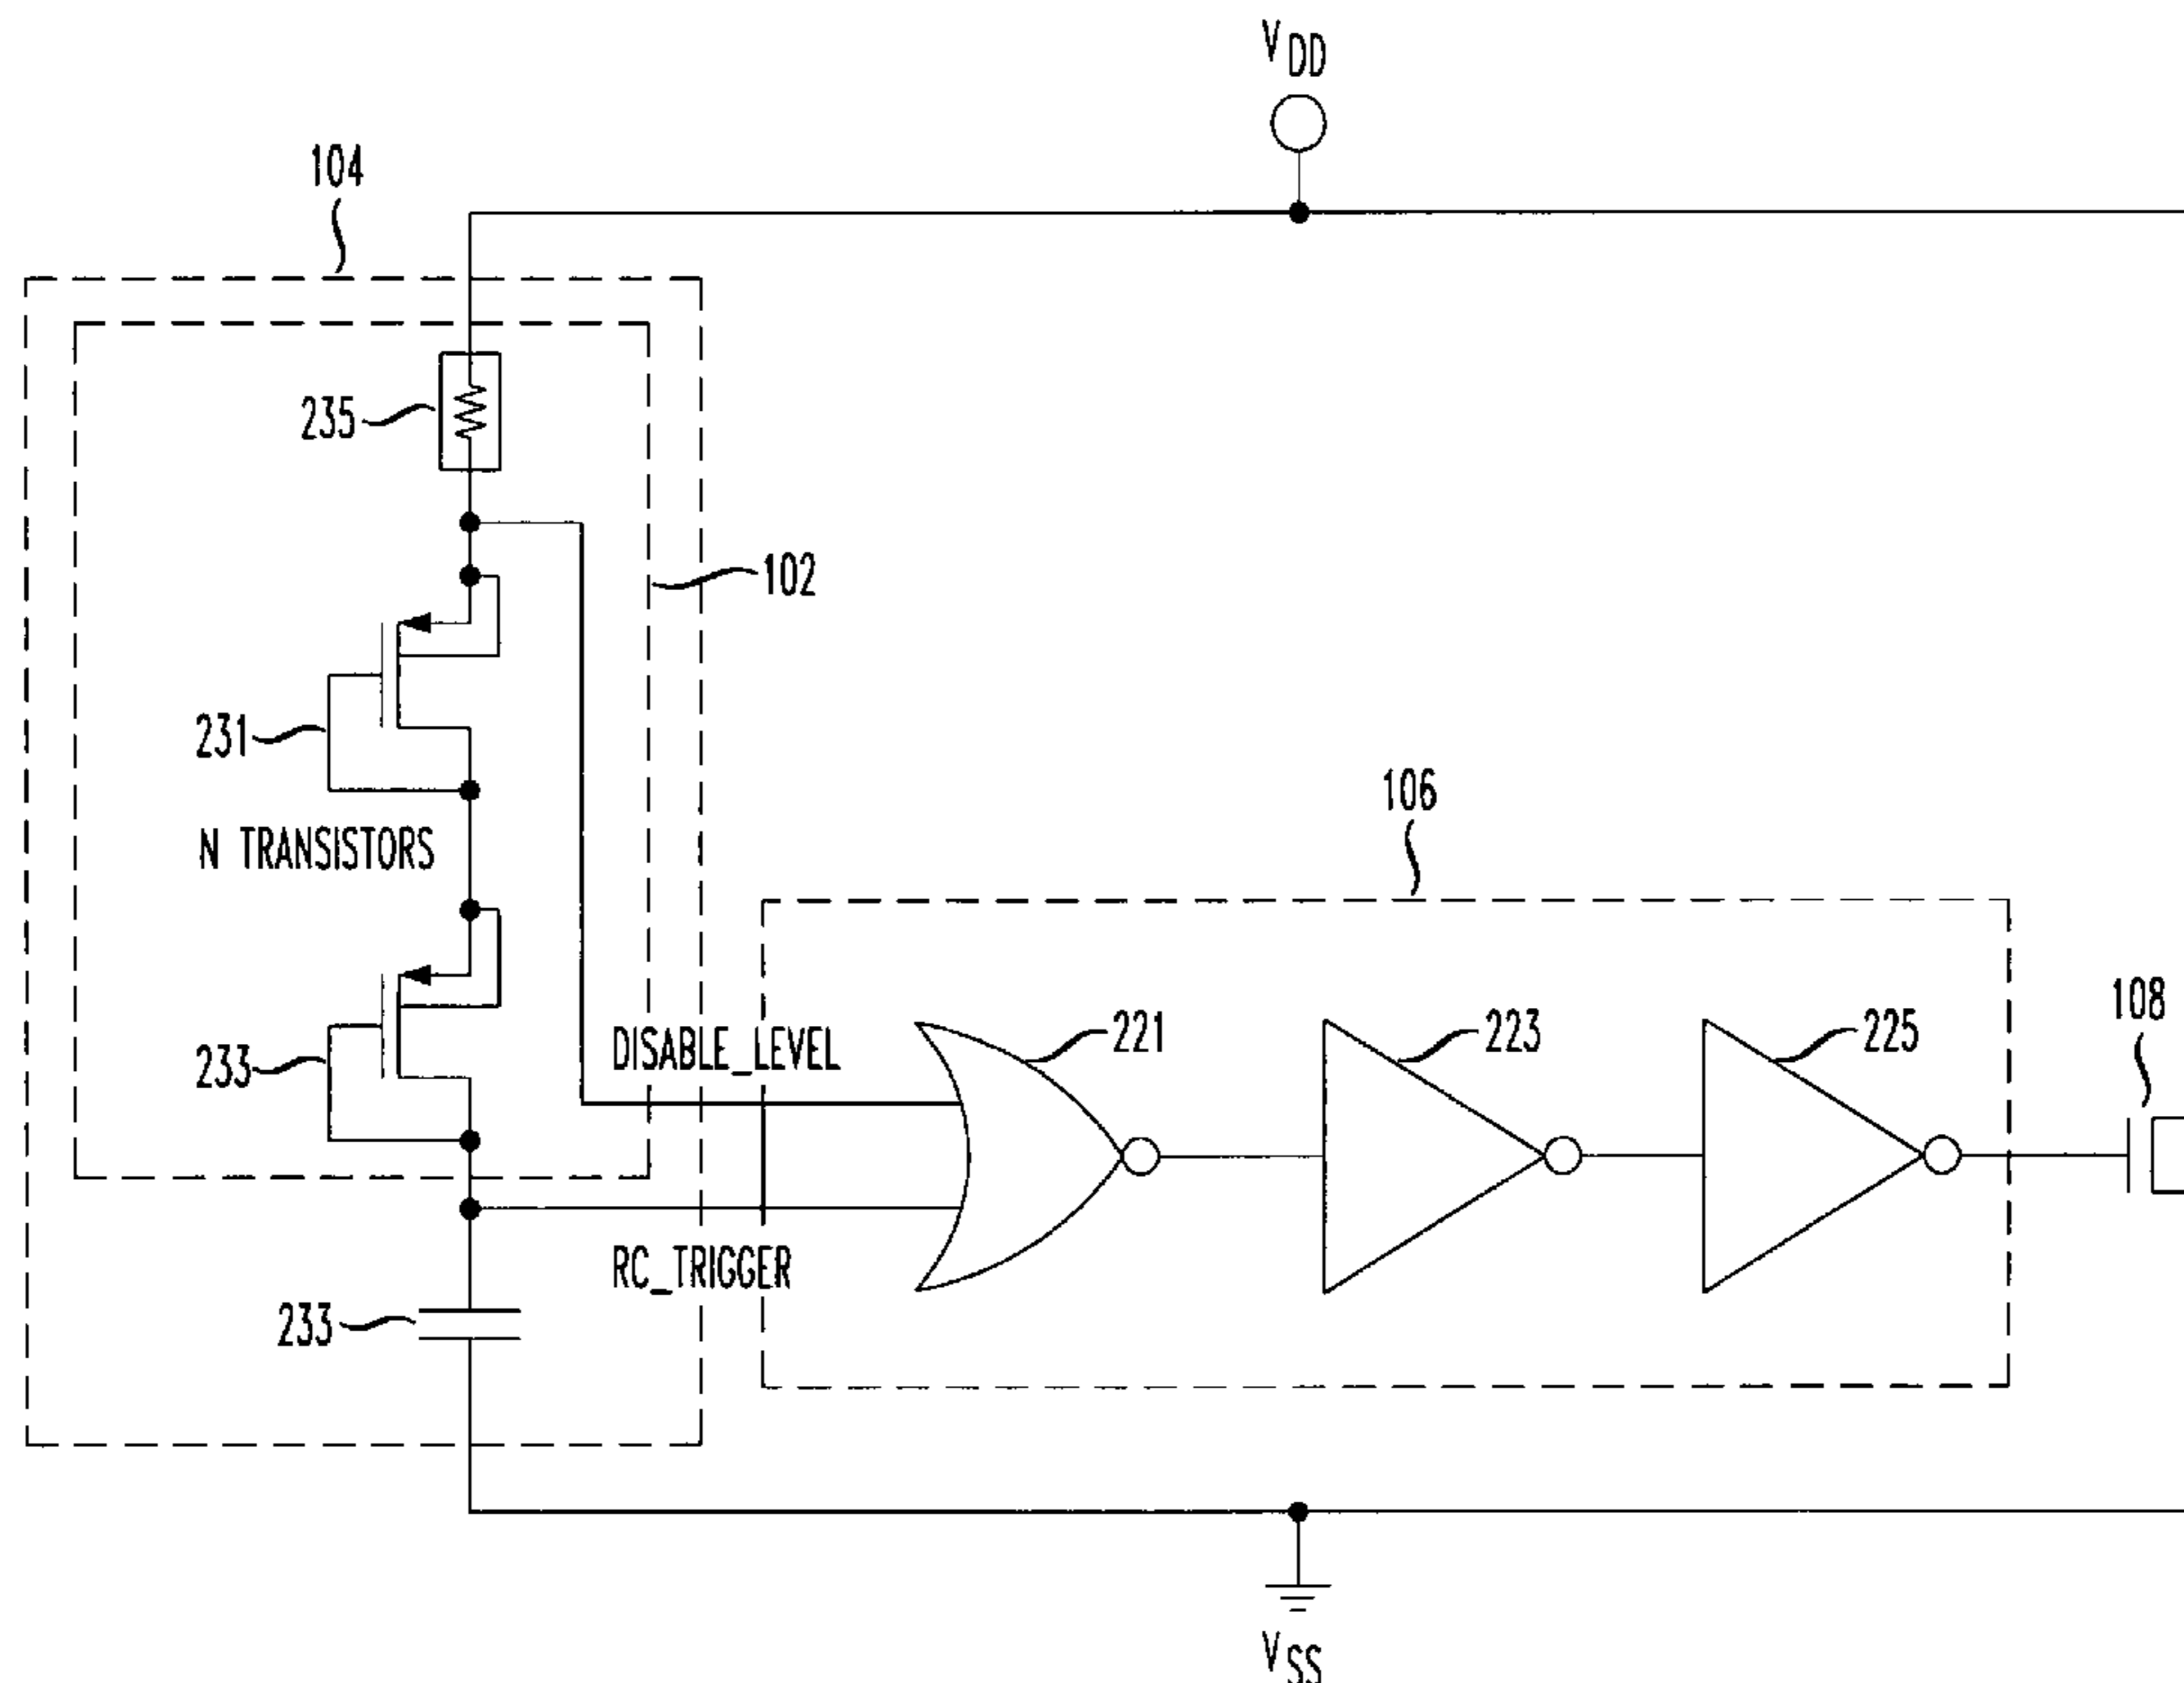 VDD
104
235
102
231
106
N TRANSISTORS
108
DISABLE_LEVEL
221
223
225
233
RC_TRIGGER
233
VSS